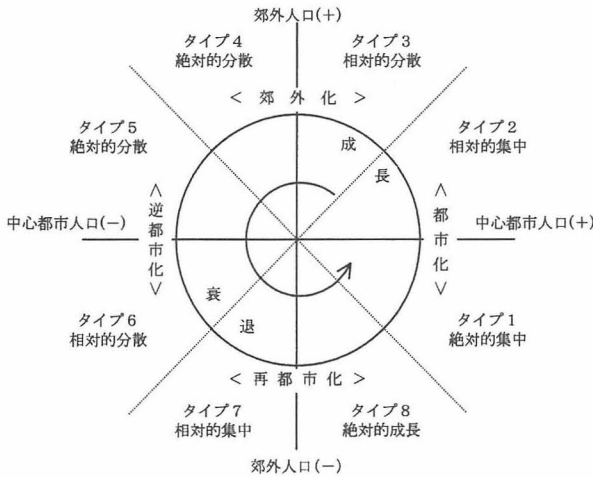 郊外人口(+)
タイプ4
絶対的分散
タイプ3
相対的分散
< 郊 外 化 >
タイプ5
絶対的分散
タイプ2
相対的集中
成
長
中心都市人口(-)
<逆都市化>
<都市化>
中心都市人口(+)
衰
退
タイプ6
相対的分散
タイプ1
絶対的集中
< 再 都 市 化 >
タイプ7
相対的集中
タイプ8
絶対的成長
郊外人口(-)